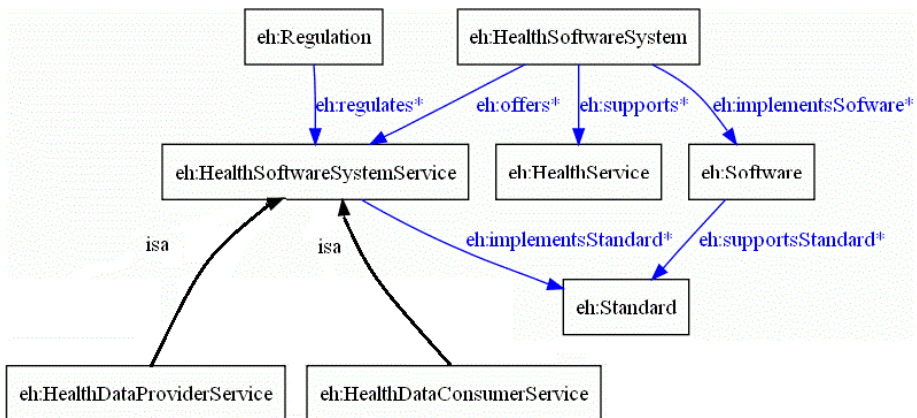 eh:Regulation
eh:HealthSoftwareSystem
eh:regulates*
eh:offers*
eh:supports*
eh:implementsSofware*
eh:HealthSoftwareSystemService
eh:HealthService
eh:Software
isa
isa
eh:implementsStandard*
eh:supportsStandard*
eh:Standard
eh:HealthDataProviderService
eh:HealthDataConsumerService